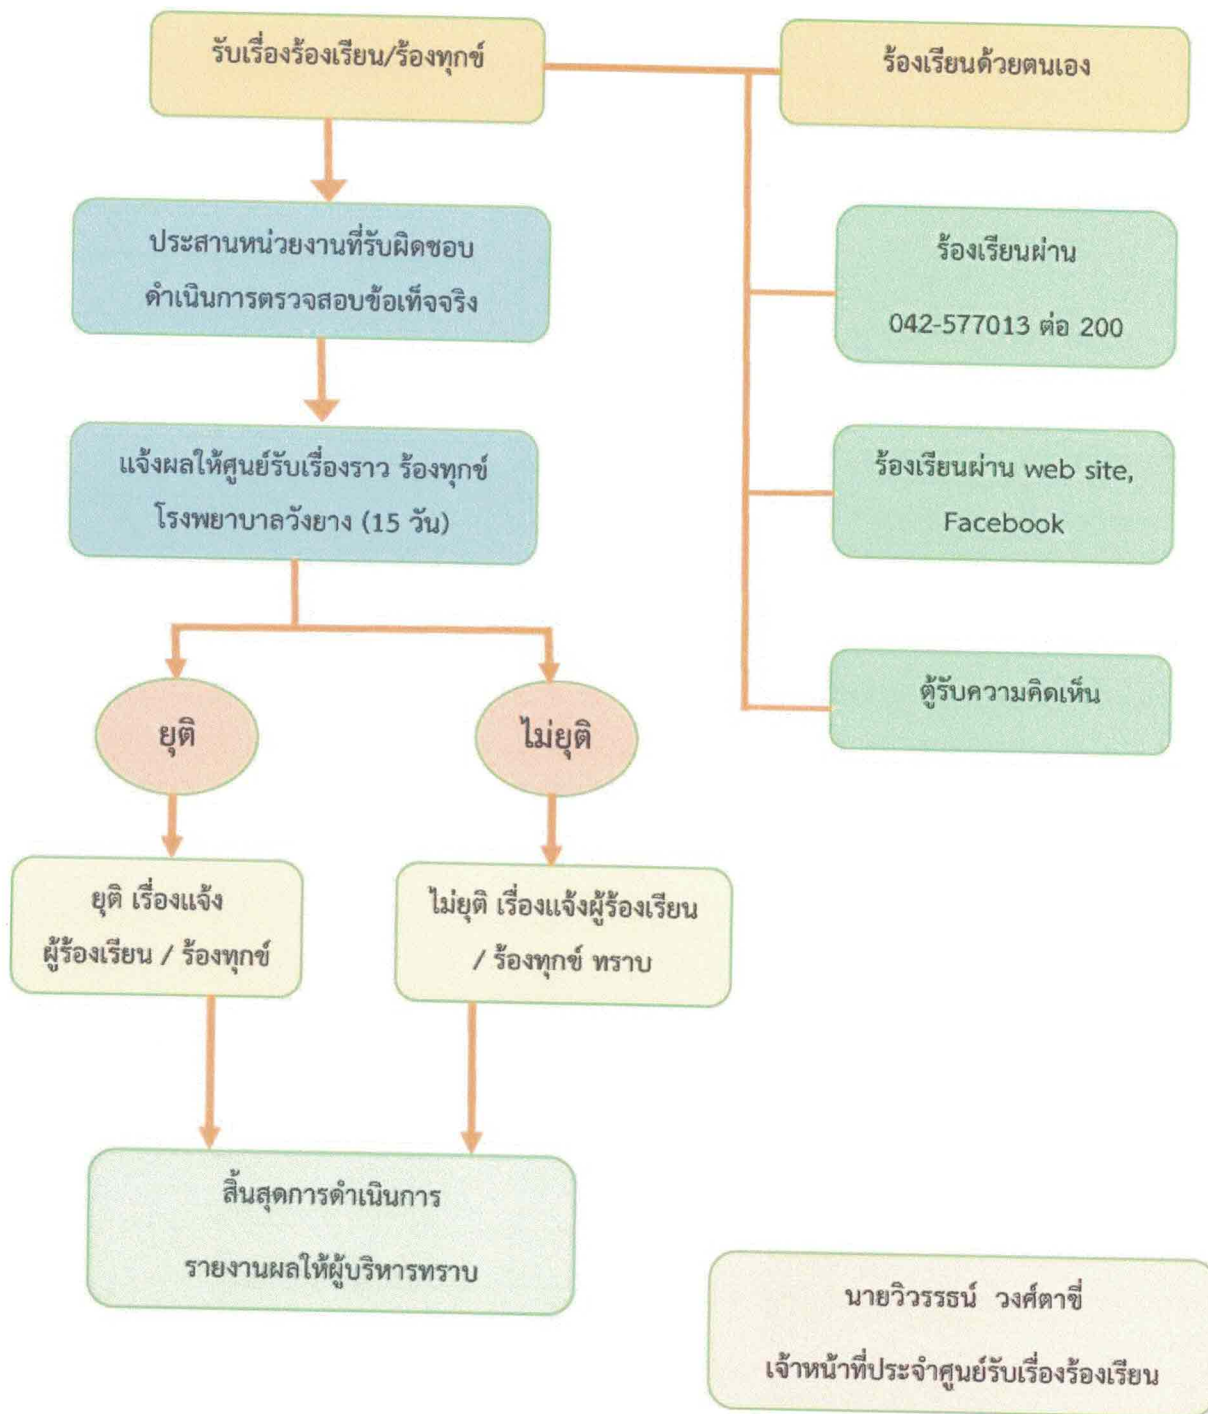 รับเรื่องร้องเรียน/ร้องทุกข์
ร้องเรียนด้วยตนเอง
ประสานหน่วยงานที่รับผิดชอบ
ดำเนินการตรวจสอบข้อเท็จจริง
ร้องเรียนผ่าน
042-577013 ต่อ 200
แจ้งผลให้ศูนย์รับเรื่องราว ร้องทุกข์
โรงพยาบาลวังยาง (15 วัน)
ร้องเรียนผ่าน web site,
Facebook
ตู้รับความคิดเห็น
ยุติ
ไม่ยุติ
ยุติ เรื่องแจ้ง
ผู้ร้องเรียน / ร้องทุกข์
ไม่ยุติ เรื่องแจ้งผู้ร้องเรียน
/ ร้องทุกข์ ทราบ
สิ้นสุดการดำเนินการ
รายงานผลให้ผู้บริหารทราบ
นายวิวรรธน์ วงศ์ตาขี่
เจ้าหน้าที่ประจำศูนย์รับเรื่องร้องเรียน